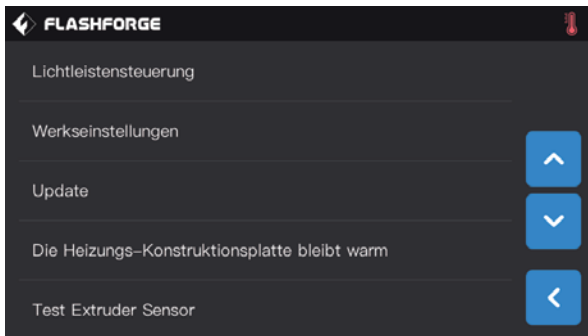 FLASHFORGE
Lichtleistensteuerung
Werkseinstellungen
Update
Die Heizungs-Konstruktionsplatte bleibt warm
Test Extruder Sensor